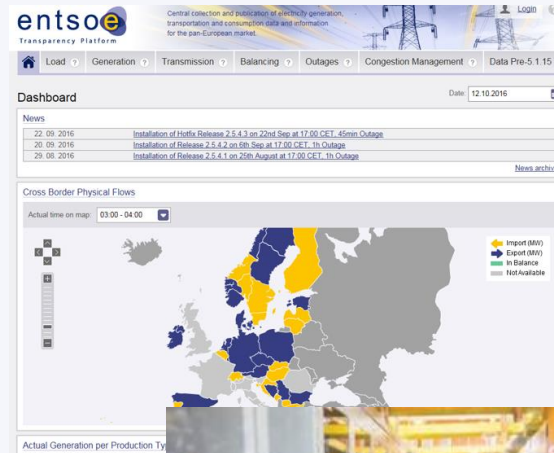 entsoe
Transparency Platform
Central collection and publication of electricity generation,
transportation and consumption data and information
for the pan-European market.
Login
Load ? Generation ? Transmission ? Balancing ? Outages ? Congestion Management ? Data Pre-5.1.15
Dashboard
Date: 12.10.2016
News
22. 09. 2016 Installation of Hotfix Release 2.5.4.3 on 22nd Sep at 17:00 CET, 45min Outage
20. 09. 2016 Installation of Release 2.5.4.2 on 6th Sep at 17:00 CET, 1h Outage
29. 08. 2016 Installation of Release 2.5.4.1 on 25th August at 17:00 CET, 1h Outage
News archiv
Cross Border Physical Flows
Actual time on map: 03:00 - 04:00
Import (MW)
Export (MW)
In Balance
Not Available
Actual Generation per Production Ty